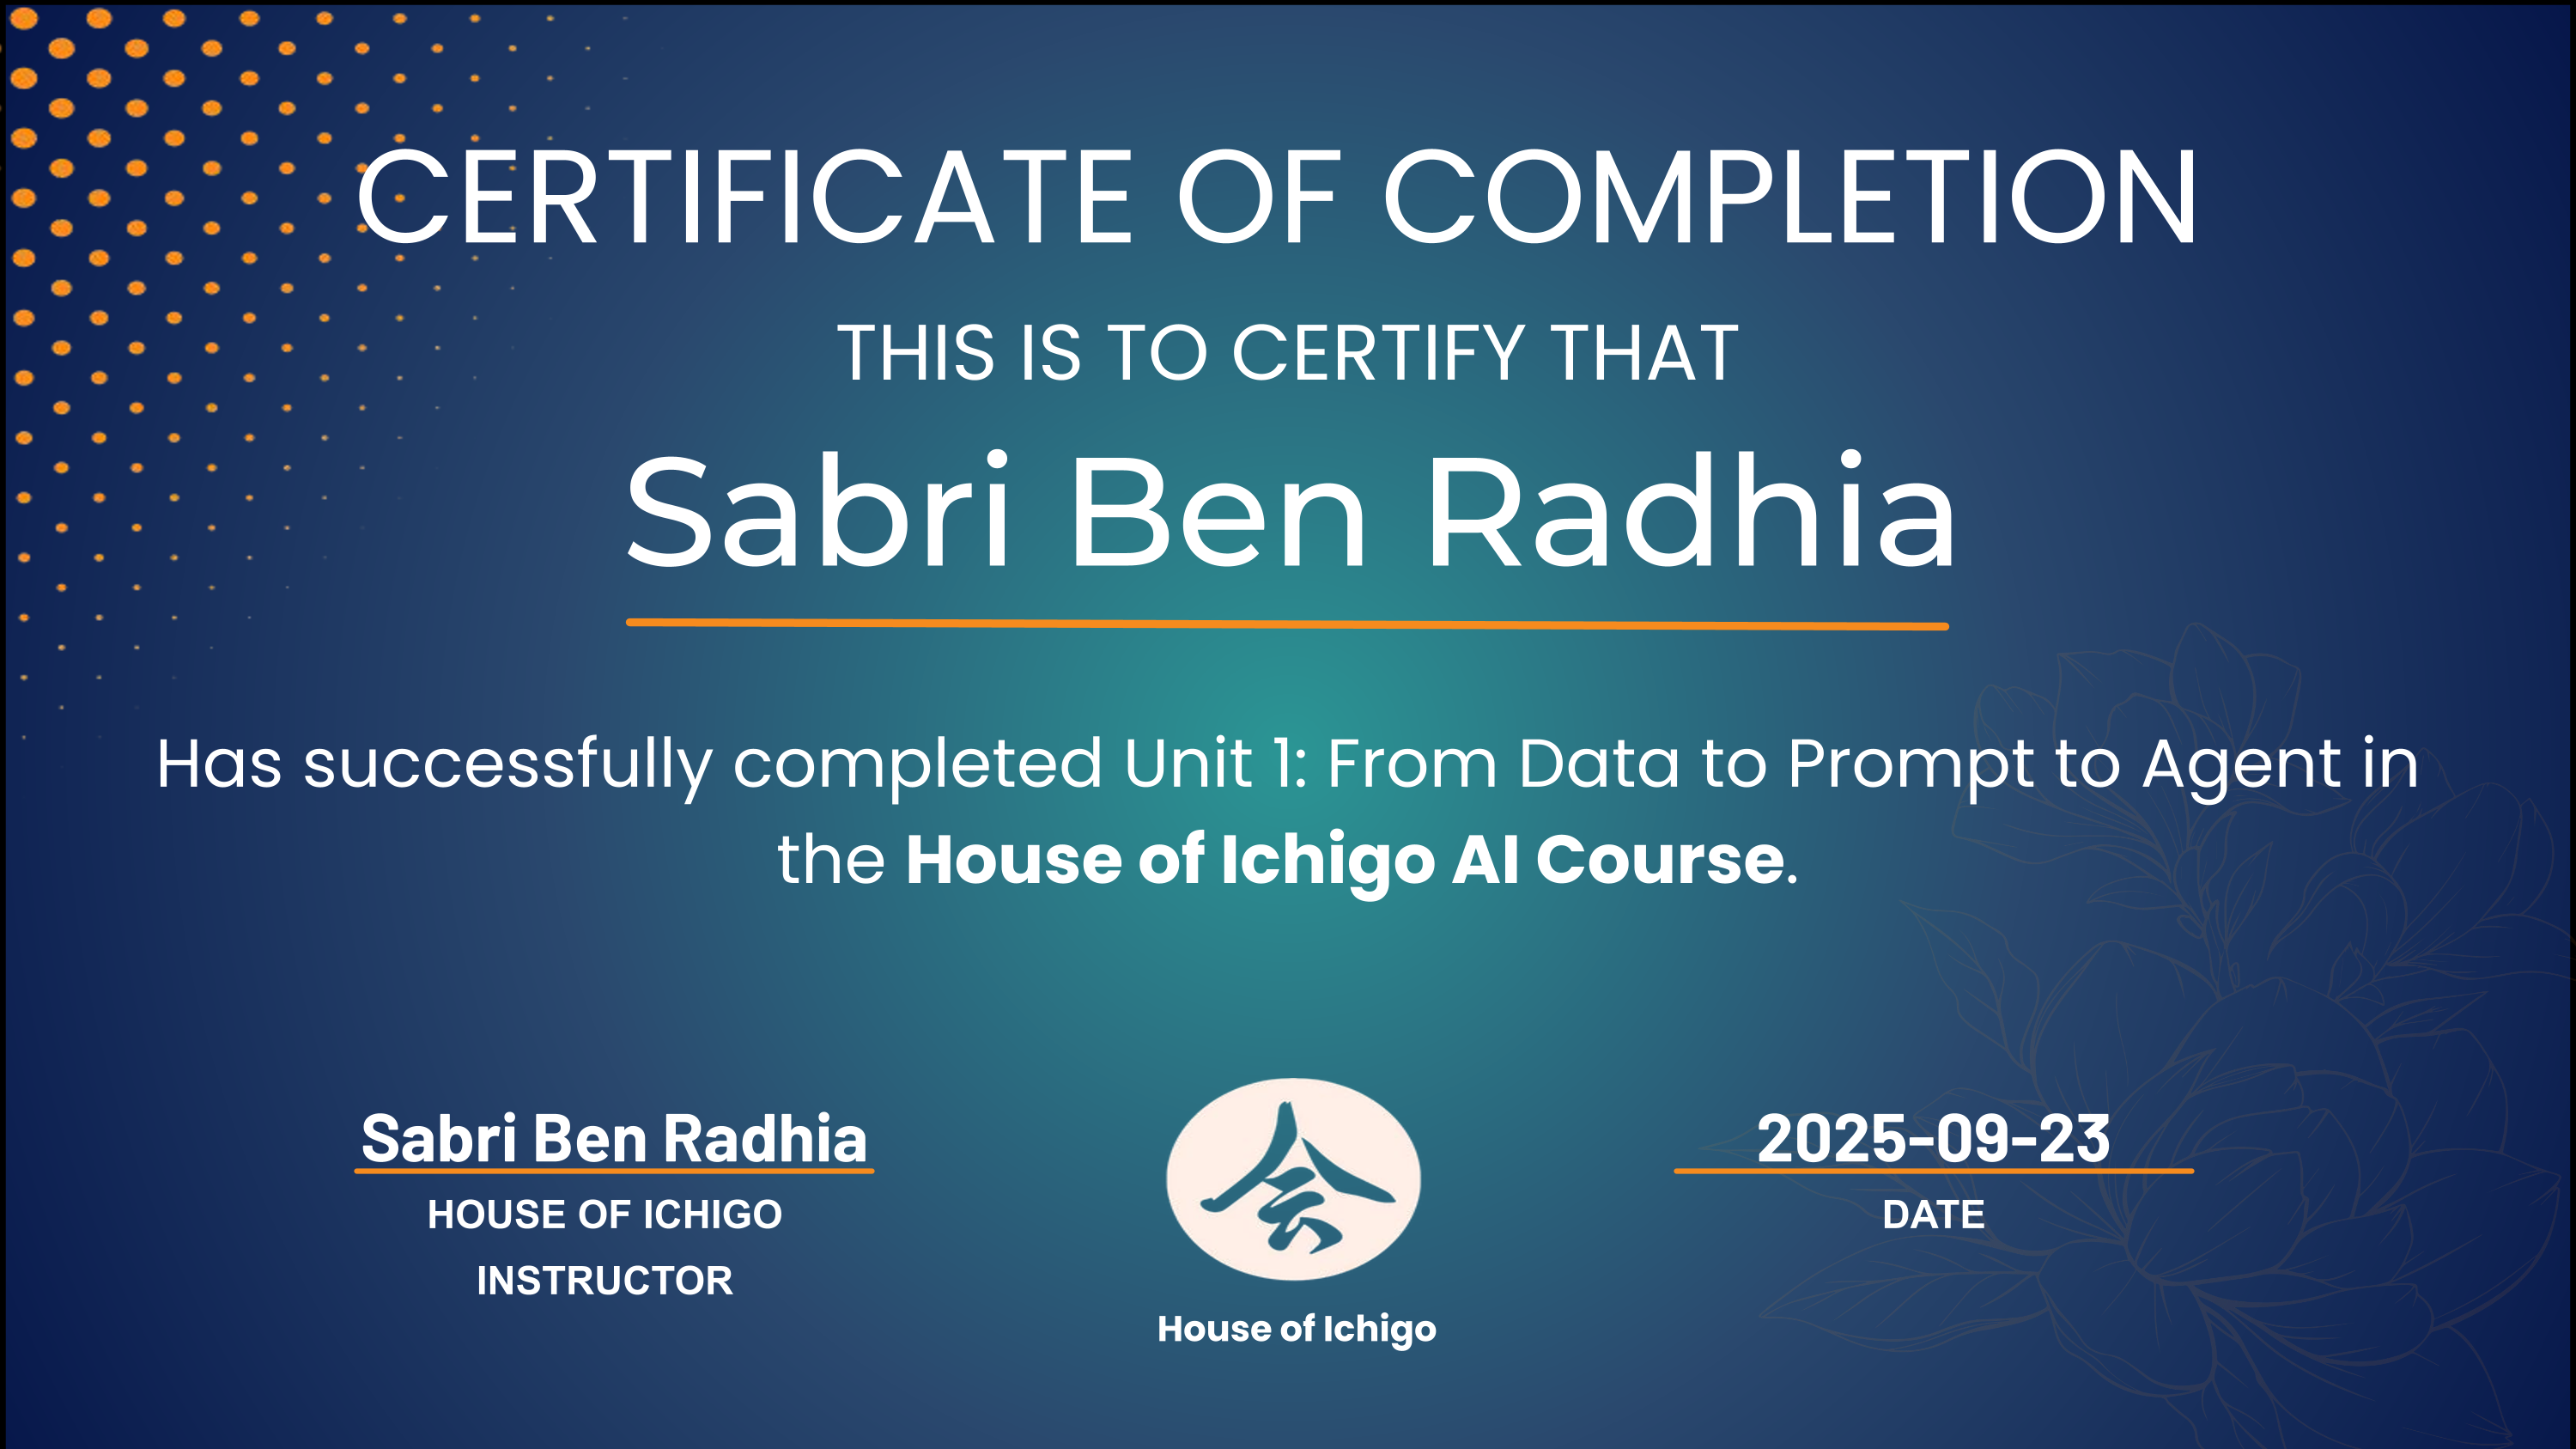 CERTIFICATE OF COMPLETION
THIS IS TO CERTIFY THAT
Sabri Ben Radhia
Has successfully completed Unit 1: From Data to Prompt to Agent in
the House of Ichigo AI Course.
Sabri Ben Radhia
HOUSE OF ICHIGO
INSTRUCTOR
会
House of Ichigo
2025-09-23
DATE